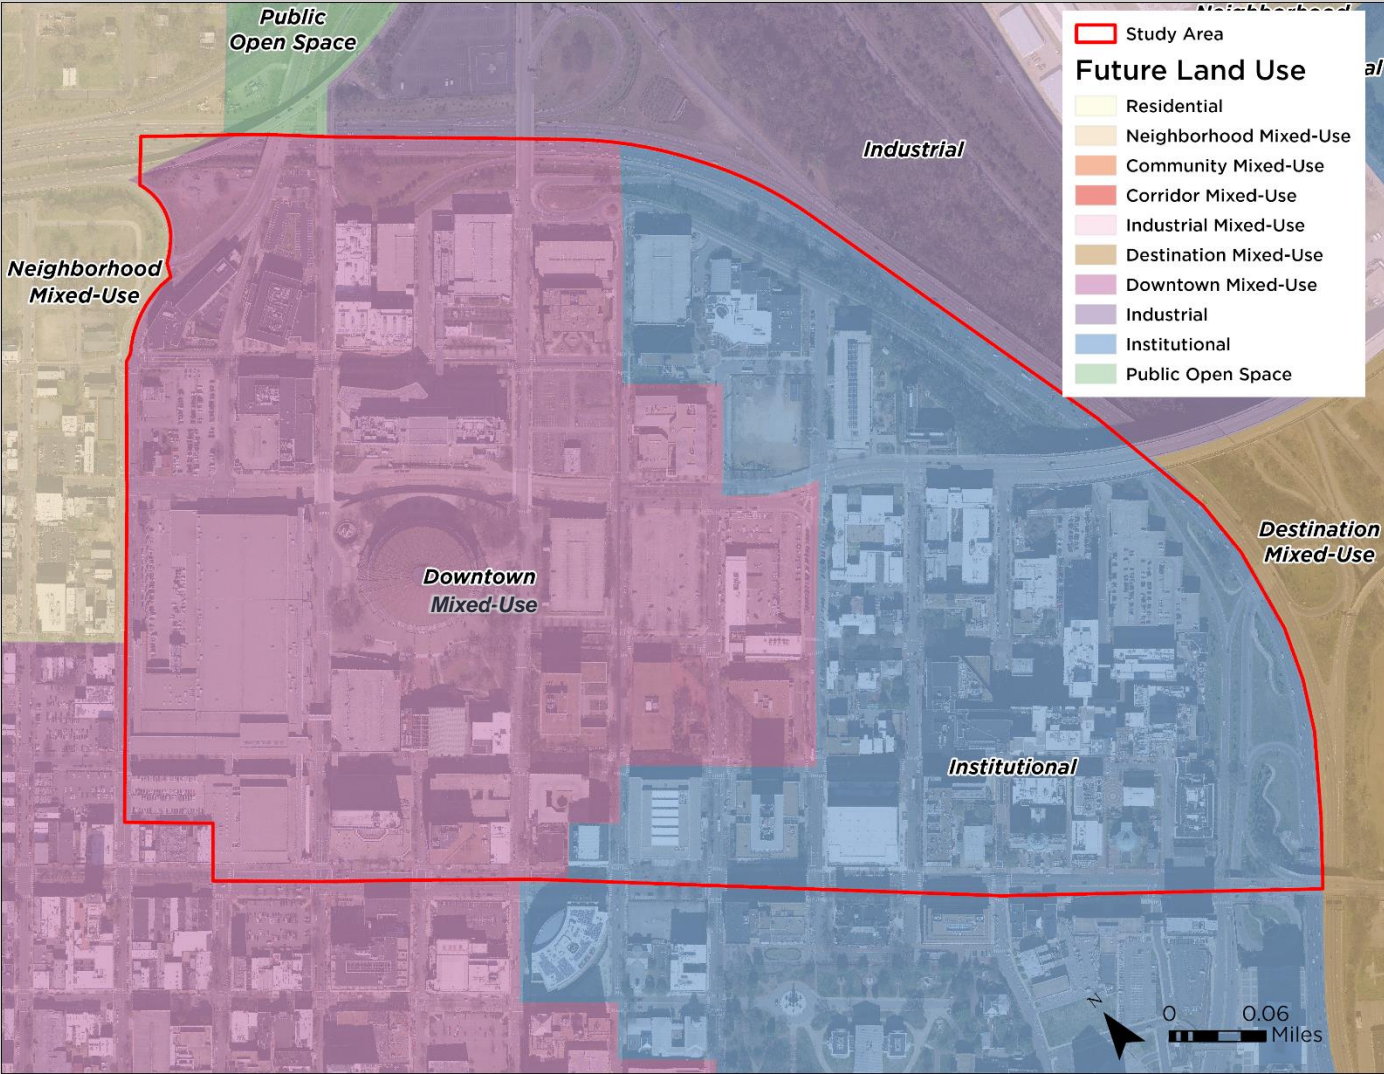 Public
Open Space
Neighborhood
al
Study Area
Future Land Use
Residential
Neighborhood Mixed-Use
Community Mixed-Use
Corridor Mixed-Use
Industrial Mixed-Use
Destination Mixed-Use
Downtown Mixed-Use
Industrial
Institutional
Public Open Space
Industrial
Neighborhood
Mixed-Use
Destination
Mixed-Use
Downtown
Mixed-Use
Institutional
N
0 0.06
Miles